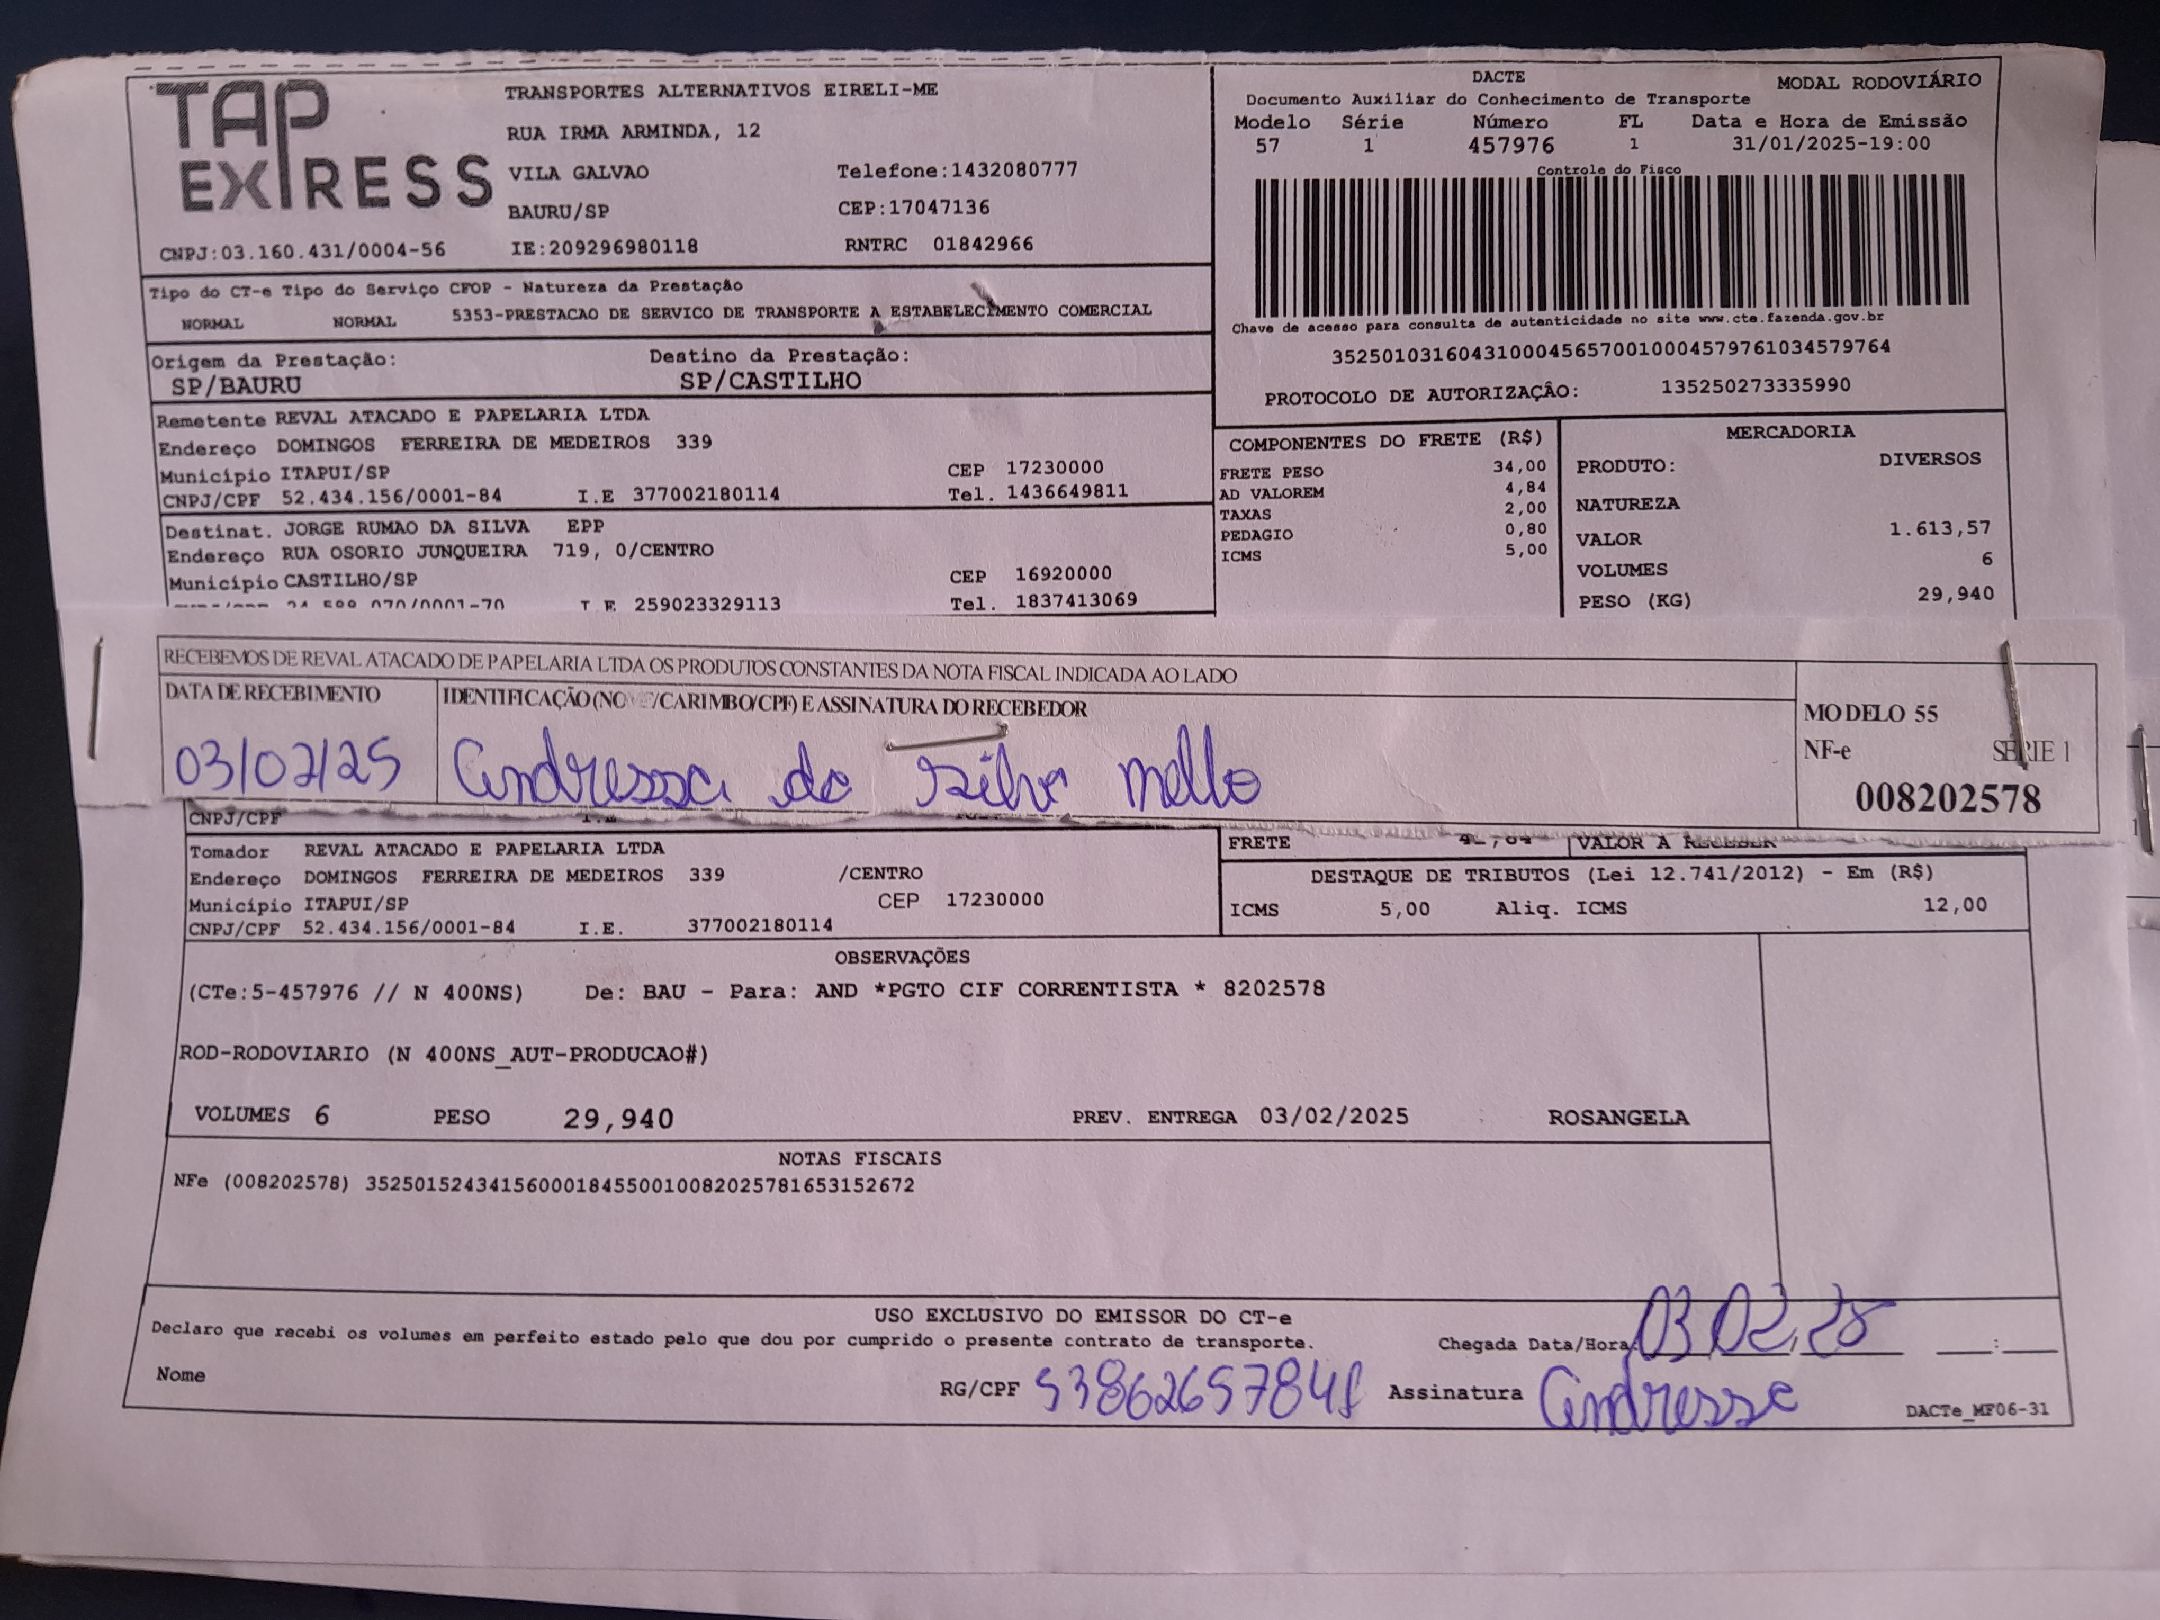 TAP EXPRESS
TRANSPORTES ALTERNATIVOS EIRELI-ME
RUA IRMA ARMINDA, 12
VILA GALVAO Telefone:1432080777
BAURU/SP CEP:17047136
CNPJ:03.160.431/0004-56 IE:209296980118 RNTRC 01842966
DACTE MODAL RODOVIÁRIO
Documento Auxiliar do Conhecimento de Transporte
Modelo Série Número FL Data e Hora de Emissão
57 1 457976 1 31/01/2025-19:00
Controle do Fisco
Chave de acesso para consulta de autenticidade no site www.cte.fazenda.gov.br
35250103160431000456570010004579761034579764
PROTOCOLO DE AUTORIZAÇÃO: 135250273335990
Tipo do CT-e Tipo do Serviço CFOP - Natureza da Prestação
NORMAL NORMAL 5353-PRESTACAO DE SERVICO DE TRANSPORTE A ESTABELECIMENTO COMERCIAL
Origem da Prestação: Destino da Prestação:
SP/BAURU SP/CASTILHO
Remetente REVAL ATACADO E PAPELARIA LTDA
Endereço DOMINGOS FERREIRA DE MEDEIROS 339
Município ITAPUI/SP CEP 17230000
CNPJ/CPF 52.434.156/0001-84 I.E 377002180114 Tel. 1436649811
Destinat. JORGE RUMAO DA SILVA EPP
Endereço RUA OSORIO JUNQUEIRA 719, 0/CENTRO
Município CASTILHO/SP CEP 16920000
I.E 259023329113 Tel. 1837413069
COMPONENTES DO FRETE (R$)
FRETE PESO 34,00
AD VALOREM 4,84
TAXAS 2,00
PEDAGIO 0,80
ICMS 5,00
MERCADORIA
PRODUTO: DIVERSOS
NATUREZA
VALOR 1.613,57
VOLUMES 6
PESO (KG) 29,940
RECEBEMOS DE REVAL ATACADO DE PAPELARIA LTDA OS PRODUTOS CONSTANTES DA NOTA FISCAL INDICADA AO LADO
DATA DE RECEBIMENTO IDENTIFICAÇÃO (NO /CARIMBO/CPF) E ASSINATURA DO RECEBEDOR
03/02/25 Andressa da Silva Mello
MODELO 55
NF-e SERIE 1
008202578
CNPJ/CPF I.E
Tomador REVAL ATACADO E PAPELARIA LTDA
Endereço DOMINGOS FERREIRA DE MEDEIROS 339 /CENTRO
Município ITAPUI/SP CEP 17230000
CNPJ/CPF 52.434.156/0001-84 I.E. 377002180114
FRETE VALOR A RECEBER
DESTAQUE DE TRIBUTOS (Lei 12.741/2012) - Em (R$)
ICMS 5,00 Aliq. ICMS 12,00
OBSERVAÇÕES
(CTe:5-457976 // N 400NS) De: BAU - Para: AND *PGTO CIF CORRENTISTA * 8202578
ROD-RODOVIARIO (N 400NS_AUT-PRODUCAO#)
VOLUMES 6 PESO 29,940 PREV. ENTREGA 03/02/2025 ROSANGELA
NOTAS FISCAIS
NFe (008202578) 35250152434156000184550010082025781653152672
USO EXCLUSIVO DO EMISSOR DO CT-e
Declaro que recebi os volumes em perfeito estado pelo que dou por cumprido o presente contrato de transporte. Chegada Data/Hora: 03 02 25 :
Nome RG/CPF Assinatura Andressa
DACTe_MF06-31